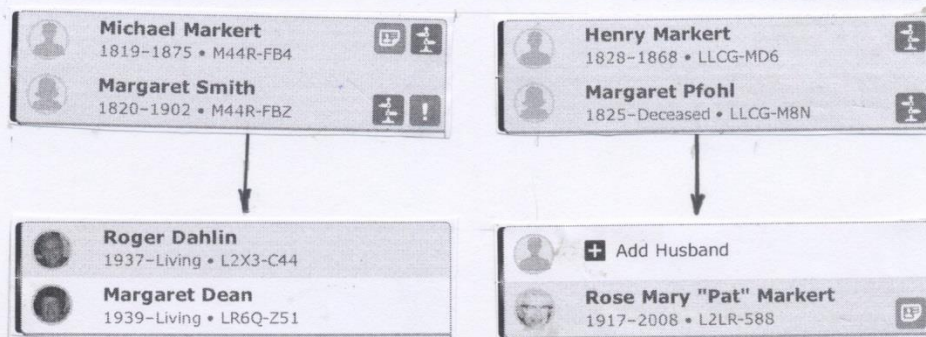 Michael Markert
1819-1875 • M44R-FB4
Margaret Smith
1820-1902 • M44R-FBZ
Henry Markert
1828-1868 • LLCG-MD6
Margaret Pfohl
1825-Deceased • LLCG-M8N
Roger Dahlin
1937-Living • L2X3-C44
Margaret Dean
1939-Living • LR6Q-Z51
Add Husband
Rose Mary "Pat" Markert
1917-2008 • L2LR-588